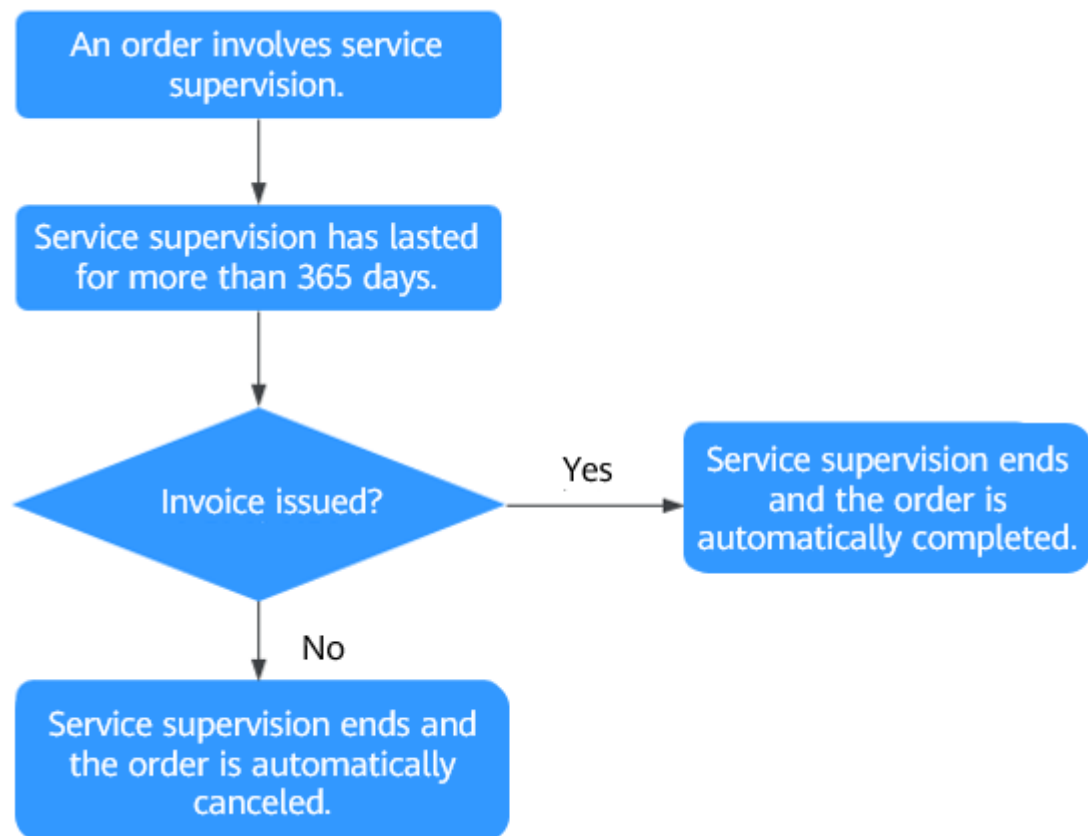 An order involves service
supervision.
Service supervision has lasted
for more than 365 days.
Invoice issued?
Yes
Service supervision ends
and the order is
automatically completed.
No
Service supervision ends and
the order is automatically
canceled.